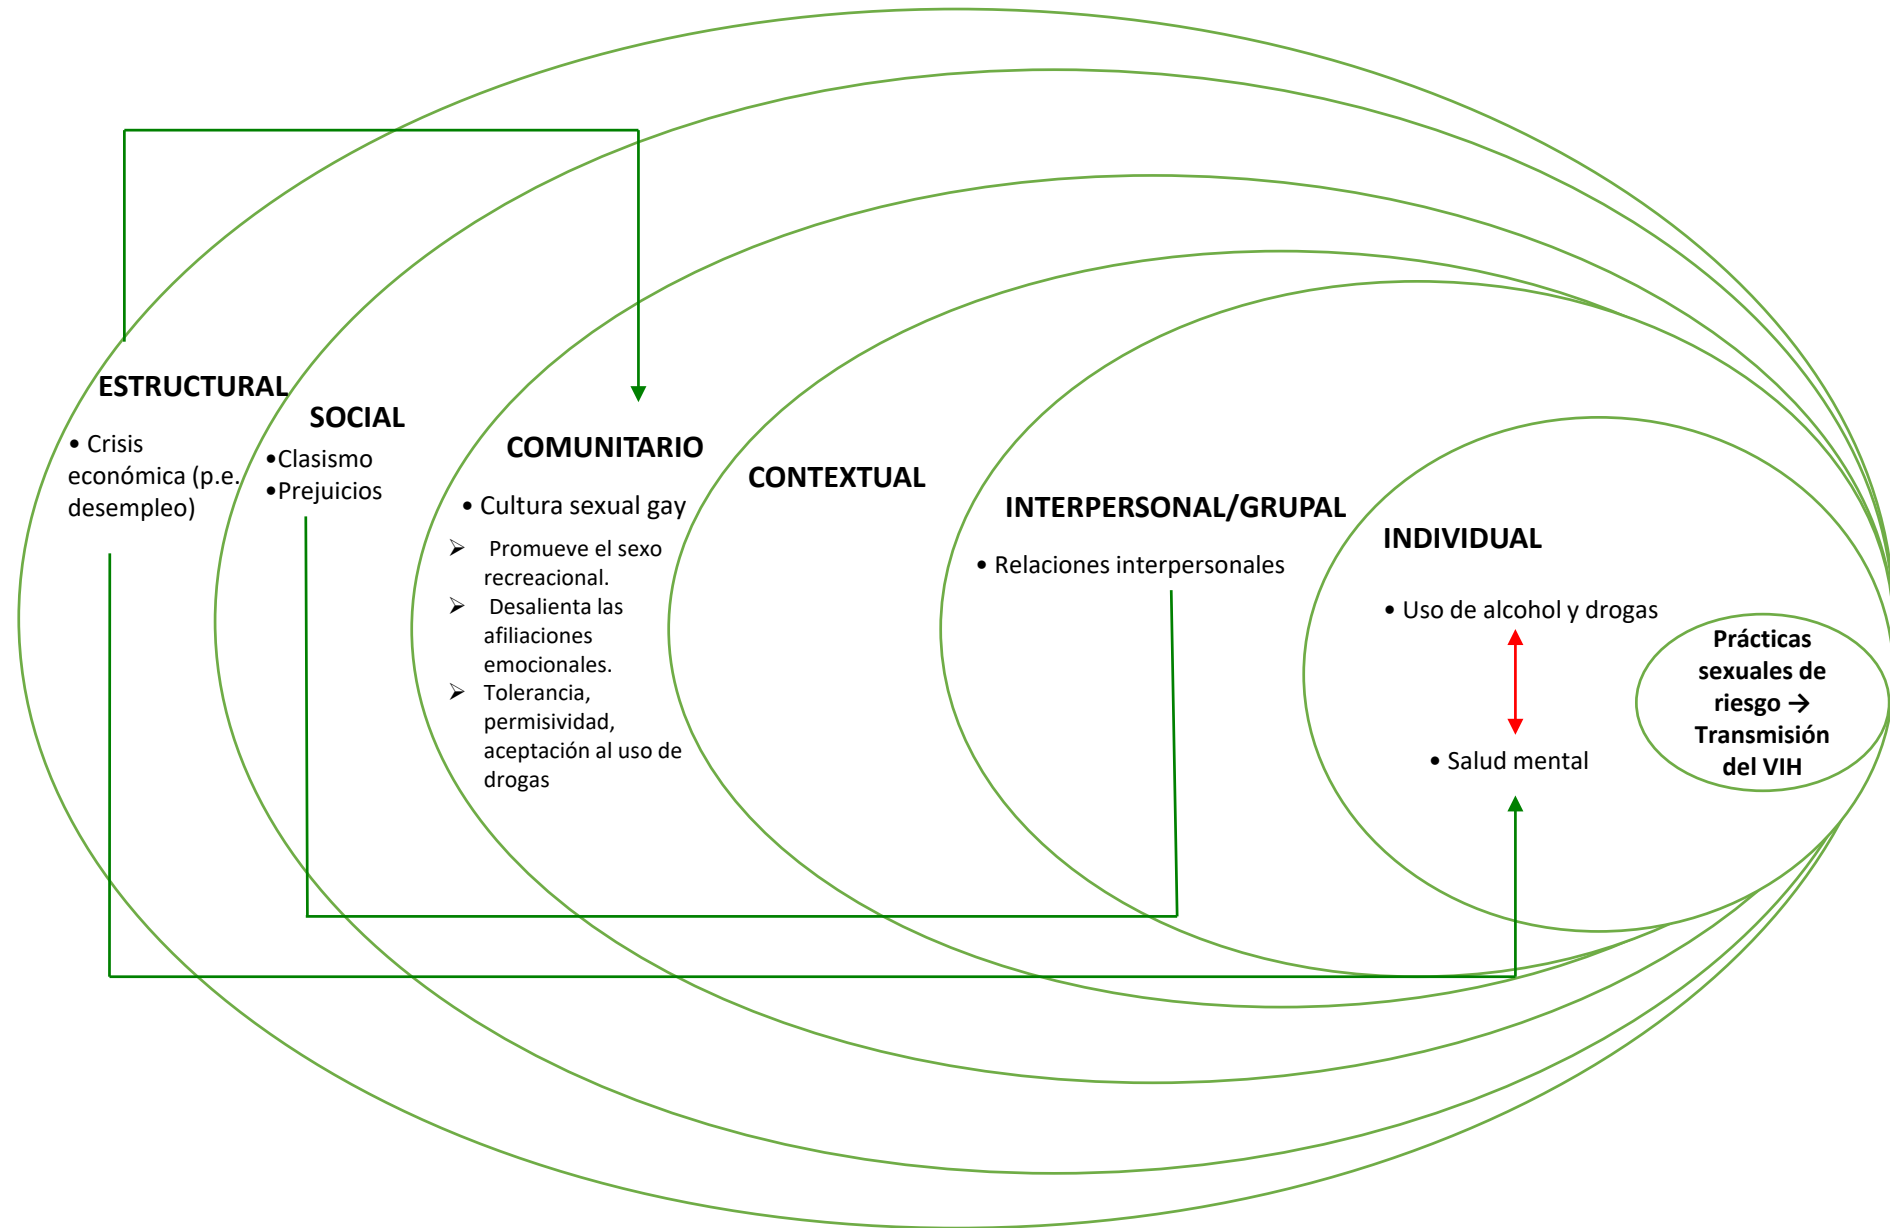 ESTRUCTURAL
• Crisis
económica (p.e.
desempleo)
SOCIAL
•Clasismo
•Prejuicios
COMUNITARIO
• Cultura sexual gay
➢ Promueve el sexo
recreacional.
➢ Desalienta las
afiliaciones
emocionales.
➢ Tolerancia,
permisividad,
aceptación al uso de
drogas
CONTEXTUAL
INTERPERSONAL/GRUPAL
• Relaciones interpersonales
INDIVIDUAL
• Uso de alcohol y drogas
• Salud mental
Prácticas
sexuales de
riesgo →
Transmisión
del VIH